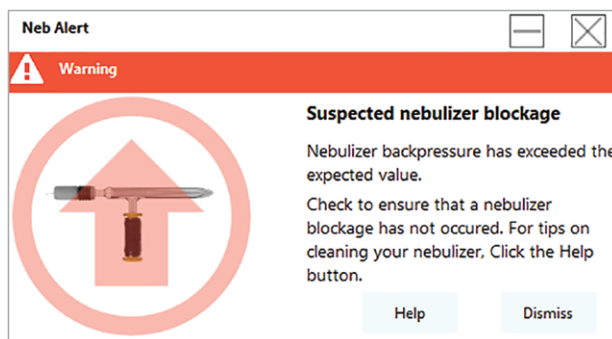 Neb Alert
Warning
Suspected nebulizer blockage
Nebulizer backpressure has exceeded the
expected value.
Check to ensure that a nebulizer
blockage has not occured. For tips on
cleaning your nebulizer, Click the Help
button.
Help Dismiss